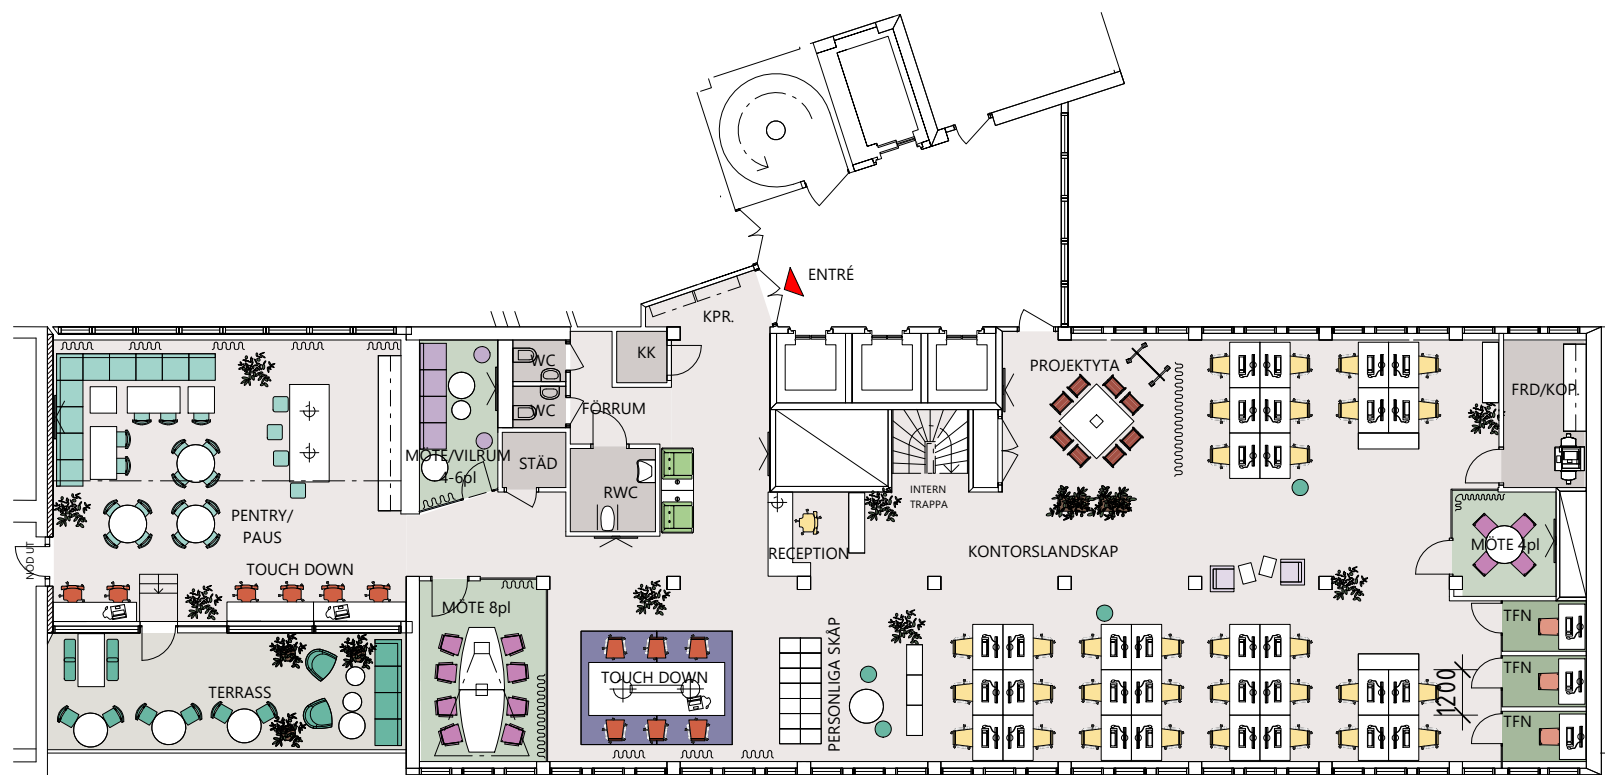 ENTRÉ
KPR.
KK
WC
WC
FÖRRUM
MÖTE/VILRUM
4-6pl
STÄD
RWC
PROJEKTYTA
FRD/KOP.
INTERN
TRAPPA
PENTRY/
PAUS
RECEPTION
KONTORSLANDSKAP
MÖTE 4pl
NÖD UT
TOUCH DOWN
MÖTE 8pl
TFN
PERSONLIGA SKÅP
TOUCH DOWN
TERRASS
TFN
1200
TFN